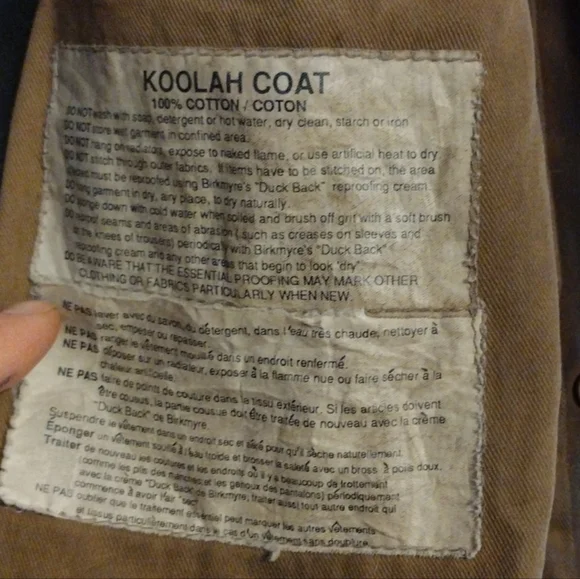 KOOLAH COAT
100% COTTON / COTON
DO NOT wash with soap, detergent or hot water, dry clean, starch or iron
DO NOT store wet garment in confined area.
DO NOT hang on radiators, expose to naked flame, or use artificial heat to dry
DO NOT stitch through outer fabrics. If items have to be stitched on, the area
must be reproofed using Birkmyre's "Duck Back" reproofing cream
DO hang garment in dry, airy place, to dry naturally.
DO sponge down with cold water when soiled and brush off grit with a soft brush
DO reproof seams and areas of abrasion (such as creases on sleeves and
at the knees of trousers) periodically with Birkmyre's "Duck Back"
reproofing cream and any other areas that begin to look "dry"
DO BE AWARE THAT THE ESSENTIAL PROOFING MAY MARK OTHER
CLOTHING OR FABRICS PARTICULARLY WHEN NEW.
NE PAS laver avec du savon, du détergent, dans l'eau très chaude, nettoyer à
sec, empeser ou repasser.
NE PAS ranger le vêtement mouillé dans un endroit renfermé.
NE PAS déposer sur un radiateur, exposer à la flamme nue ou faire sécher à la
chaleur artificielle.
NE PAS faire de points de couture dans le tissu extérieur. Si les articles doivent
être cousus, la partie cousue doit être traitée de nouveau avec la crème
"Duck Back" de Birkmyre.
Suspendre le vêtement dans un endroit sec et aéré pour qu'il sèche naturellement.
Éponger un vêtement souillé à l'eau froide et brosser la saleté avec un bross à poils doux.
Traiter de nouveau les coutures et les endroits où il y a beaucoup de frottement
(comme les plis des manches et les genoux des pantalons) périodiquement
avec la crème "Duck Back" de Birkmyre, traiter aussi tout autre endroit qui
commence à avoir l'air "sec"
NE PAS oublier que le traitement essentiel peut marquer les autres vêtements
et tissus particulièrement dans le cas d'un vêtement sans doublure.